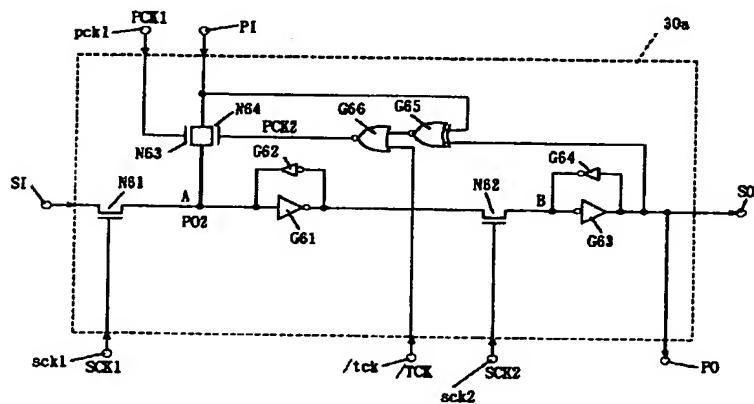 PCK1
pck1
PI
30a
N64
G66
G65
PCK2
N63
G62
G64
SI
N61
A
N62
B
SO
PO2
G61
G63
sck1
SCK1
/tck
/TCK
sck2
SCK2
PO